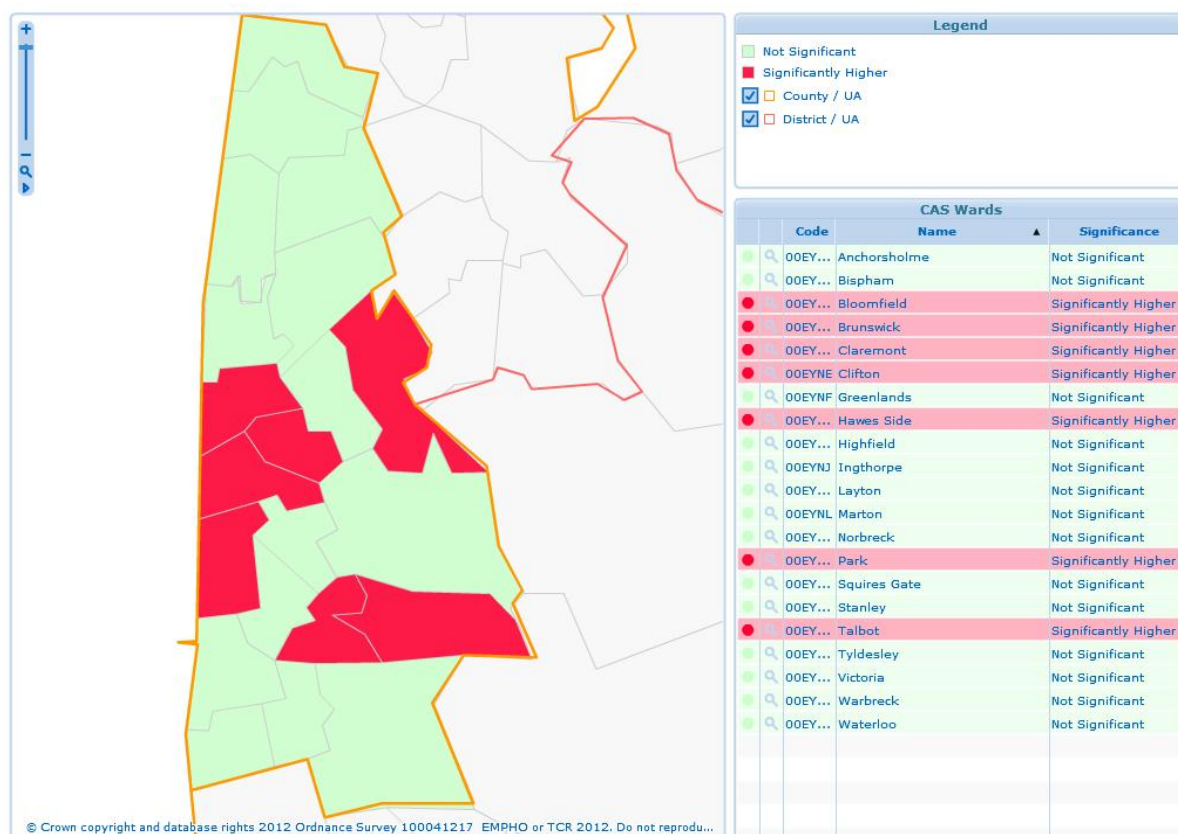 Legend
Not Significant
Significantly Higher
County / UA
District / UA
CAS Wards
Code Name ▲ Significance
00EY... Anchorsholme Not Significant
00EY... Bispham Not Significant
00EY... Bloomfield Significantly Higher
00EY... Brunswick Significantly Higher
00EY... Claremont Significantly Higher
00EYNE Clifton Significantly Higher
00EYNF Greenlands Not Significant
00EY... Hawes Side Significantly Higher
00EY... Highfield Not Significant
00EYNJ Ingthorpe Not Significant
00EY... Layton Not Significant
00EYNL Marton Not Significant
00EY... Norbreck Not Significant
00EY... Park Significantly Higher
00EY... Squires Gate Not Significant
00EY... Stanley Not Significant
00EY... Talbot Significantly Higher
00EY... Tyldesley Not Significant
00EY... Victoria Not Significant
00EY... Warbreck Not Significant
00EY... Waterloo Not Significant
© Crown copyright and database rights 2012 Ordnance Survey 100041217 EMPHO or TCR 2012. Do not reprodu...